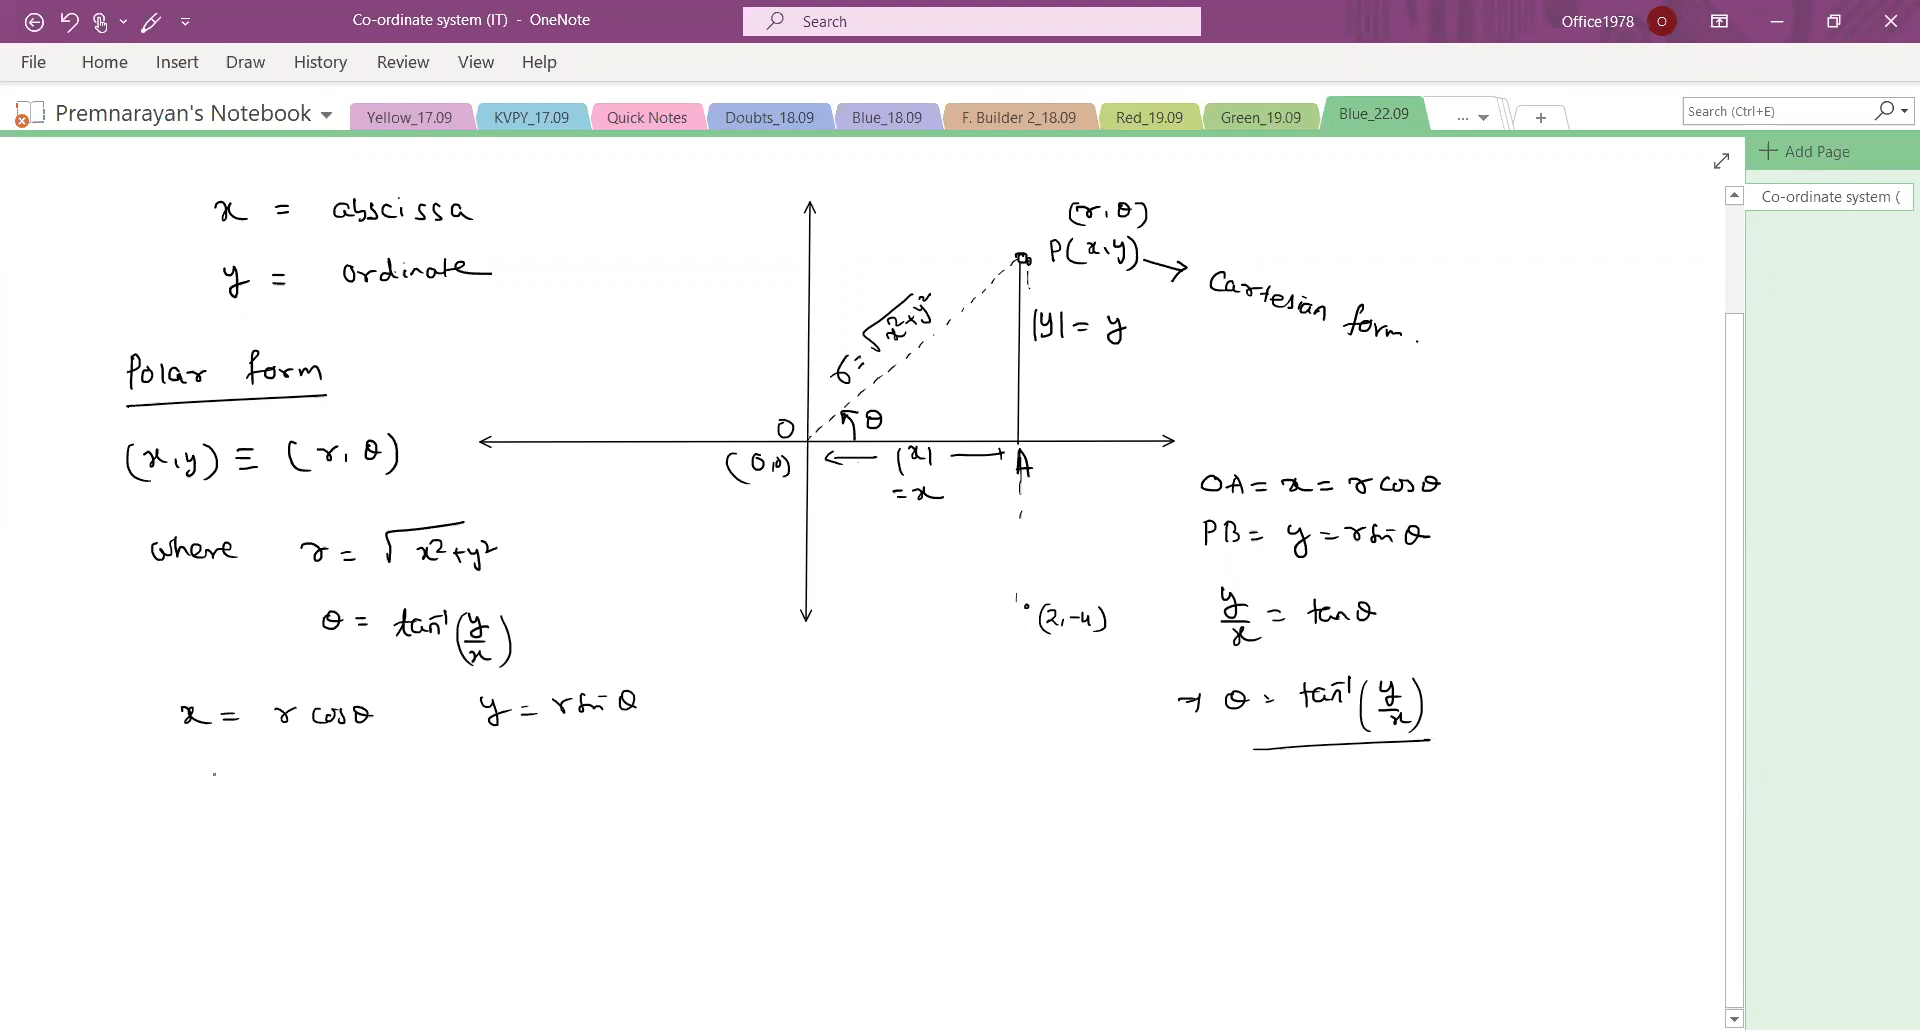 Co-ordinate system (IT) - OneNote
Search
Office1978
O
File Home Insert Draw History Review View Help
Premnarayan's Notebook
Yellow_17.09 KVPY_17.09 Quick Notes Doubts_18.09 Blue_18.09 F. Builder 2_18.09 Red_19.09 Green_19.09 Blue_22.09 ... +
Search (Ctrl+E)
Add Page
Co-ordinate system (
x = abscissa
y = ordinate
Polar form
(x,y) ≡ (r, θ)
where r = √x²+y²
θ = tan⁻¹(y/x)
x = r cosθ y = r sin θ
(r, θ)
P(x,y) → Cartesian form.
|y| = y
= √x²+y²
θ
O
(0,0)
← |x| → A
= x
(2,-4)
OA = x = r cosθ
PB = y = r sin θ
y/x = tanθ
⇒ θ = tan⁻¹(y/x)